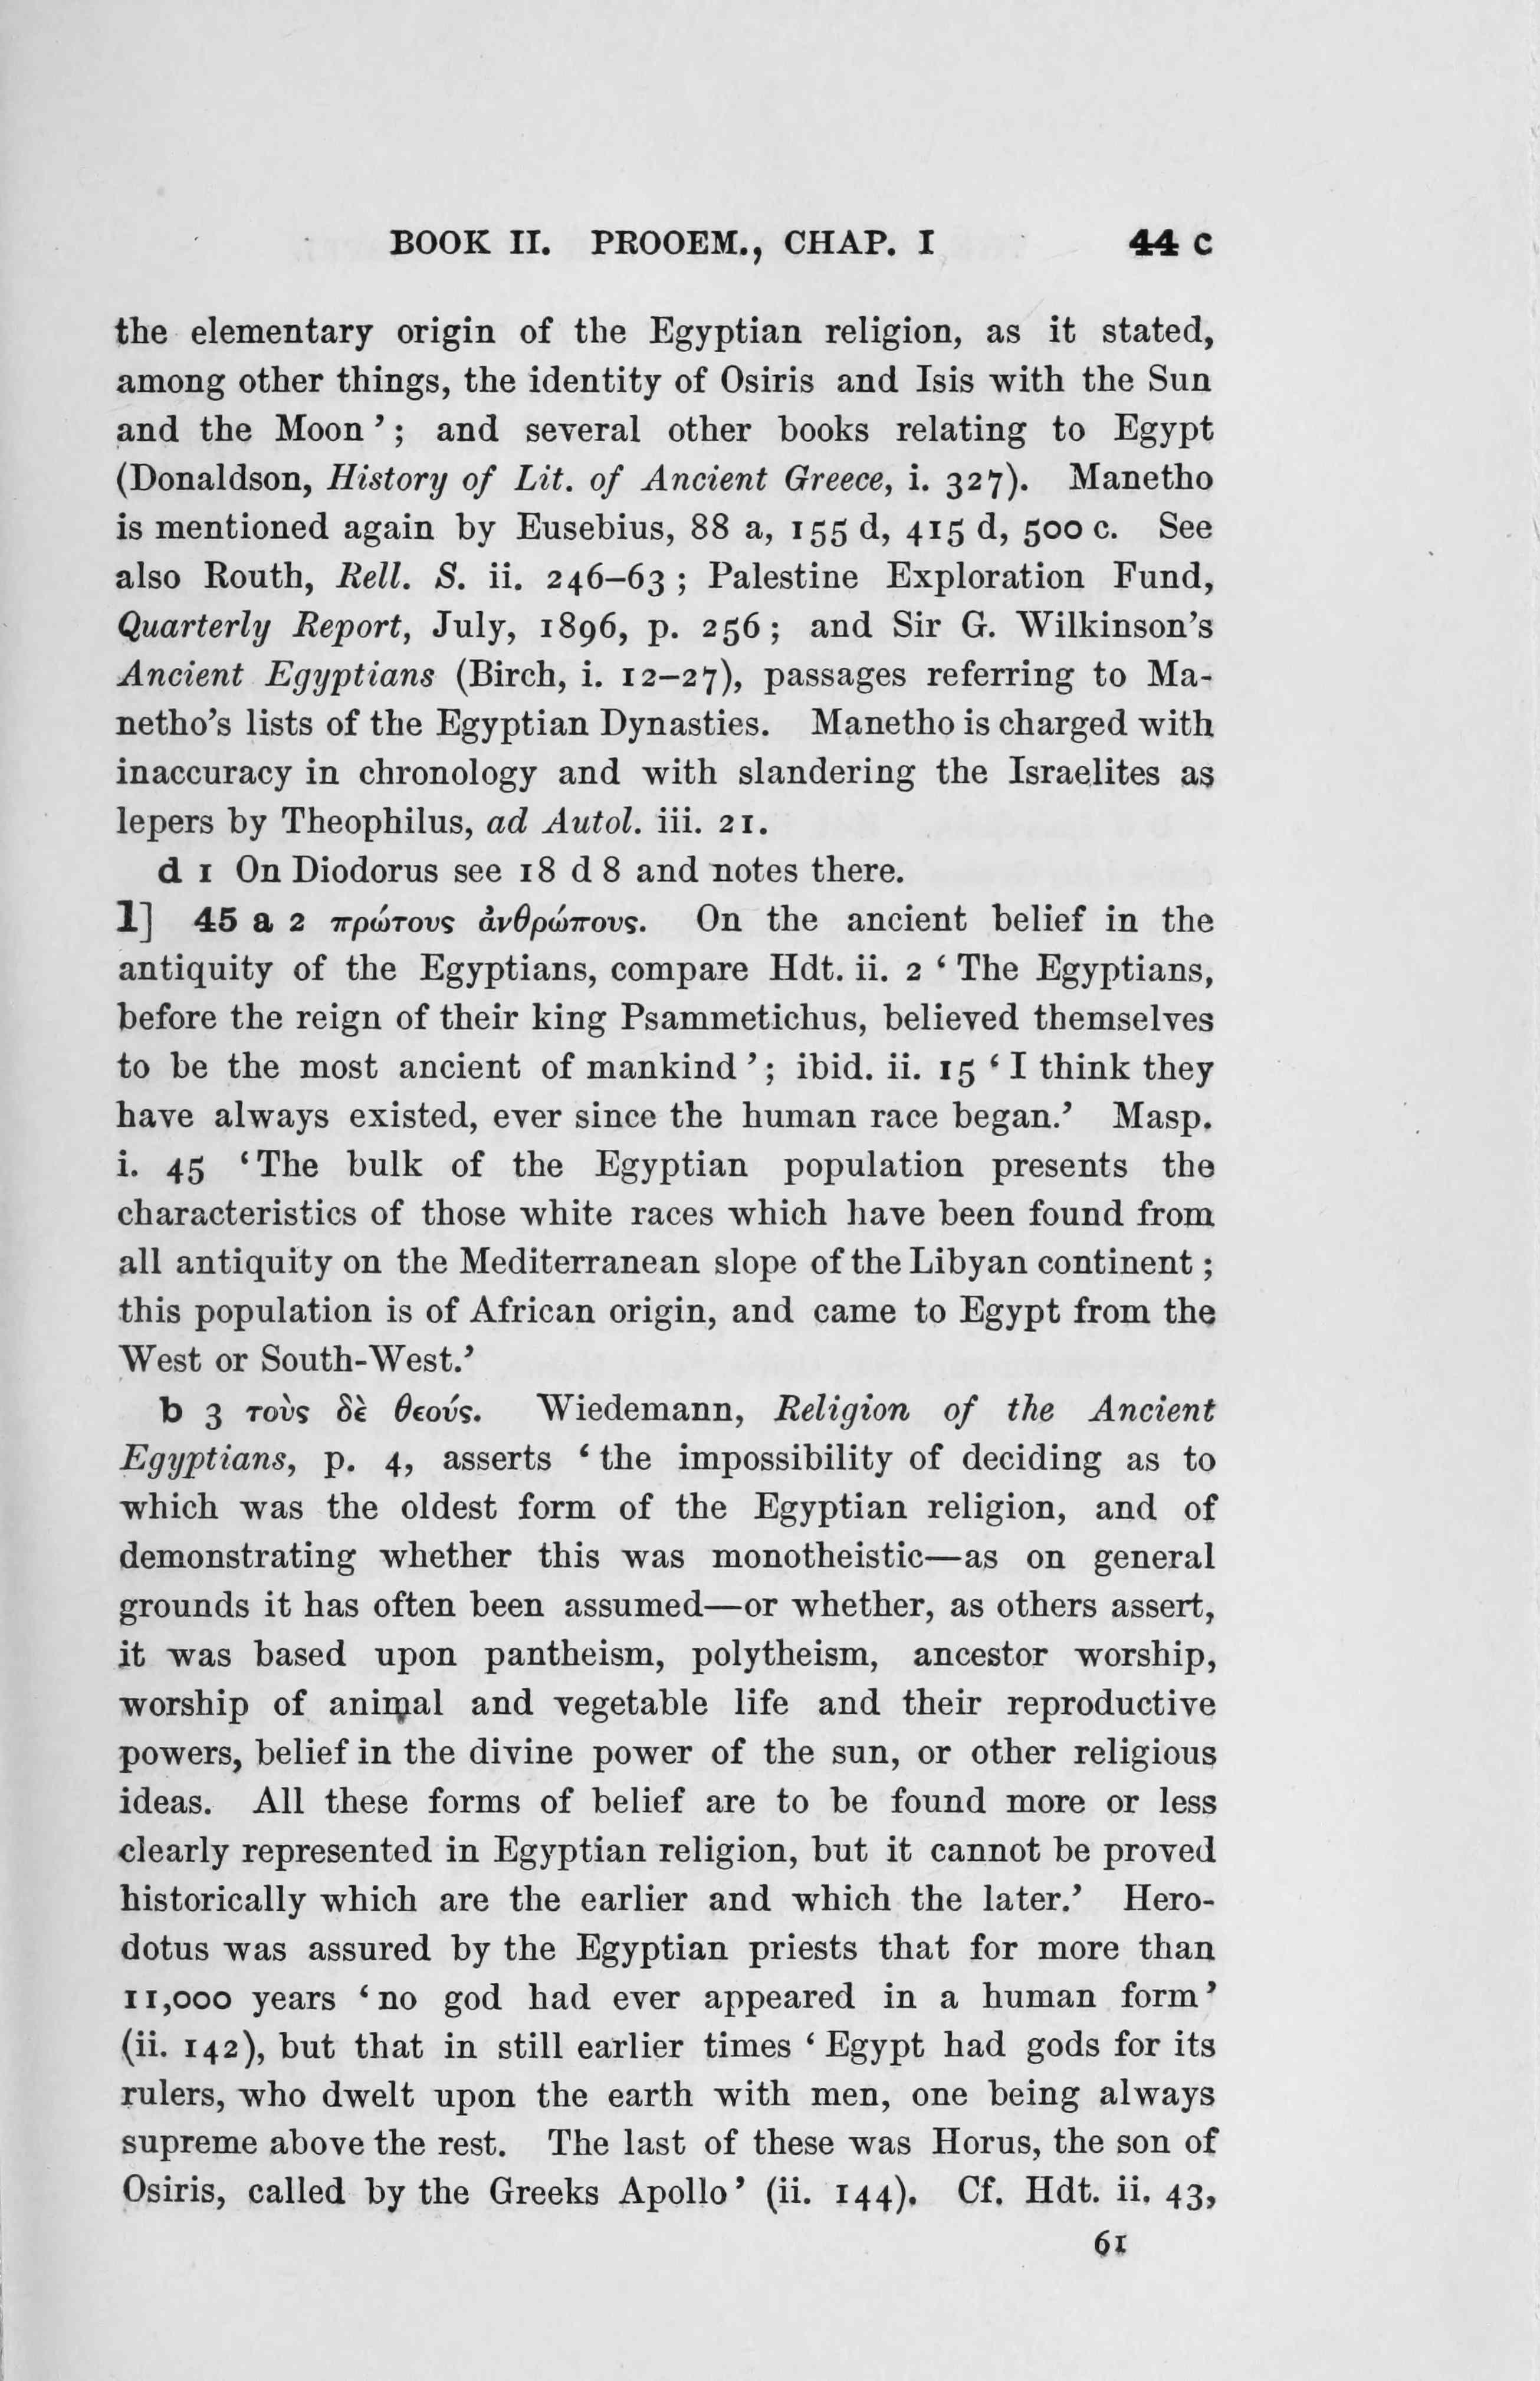 BOOK II. PROOEM., CHAP. I 44 c
the elementary origin of the Egyptian religion, as it stated,
among other things, the identity of Osiris and Isis with the Sun
and the Moon’; and several other books relating to Egypt
(Donaldson, History of Lit. of Ancient Greece, i. 327). Manetho
is mentioned again by Eusebius, 88 a, 155 d, 415 d, 500 c. See
also Routh, Rell. S. ii. 246–63; Palestine Exploration Fund,
Quarterly Report, July, 1896, p. 256; and Sir G. Wilkinson’s
Ancient Egyptians (Birch, i. 12–27), passages referring to Ma-
netho’s lists of the Egyptian Dynasties. Manetho is charged with
inaccuracy in chronology and with slandering the Israelites as
lepers by Theophilus, ad Autol. iii. 21.
d 1 On Diodorus see 18 d 8 and notes there.
1] 45 a 2 πρώτους ἀνθρώπους. On the ancient belief in the
antiquity of the Egyptians, compare Hdt. ii. 2 ‘The Egyptians,
before the reign of their king Psammetichus, believed themselves
to be the most ancient of mankind’; ibid. ii. 15 ‘I think they
have always existed, ever since the human race began.’ Masp.
i. 45 ‘The bulk of the Egyptian population presents the
characteristics of those white races which have been found from
all antiquity on the Mediterranean slope of the Libyan continent;
this population is of African origin, and came to Egypt from the
West or South-West.’
b 3 τοὺς δὲ θεούς. Wiedemann, Religion of the Ancient
Egyptians, p. 4, asserts ‘the impossibility of deciding as to
which was the oldest form of the Egyptian religion, and of
demonstrating whether this was monotheistic—as on general
grounds it has often been assumed—or whether, as others assert,
it was based upon pantheism, polytheism, ancestor worship,
worship of animal and vegetable life and their reproductive
powers, belief in the divine power of the sun, or other religious
ideas. All these forms of belief are to be found more or less
clearly represented in Egyptian religion, but it cannot be proved
historically which are the earlier and which the later.’ Hero-
dotus was assured by the Egyptian priests that for more than
11,000 years ‘no god had ever appeared in a human form’
(ii. 142), but that in still earlier times ‘Egypt had gods for its
rulers, who dwelt upon the earth with men, one being always
supreme above the rest. The last of these was Horus, the son of
Osiris, called by the Greeks Apollo’ (ii. 144). Cf. Hdt. ii. 43,
61